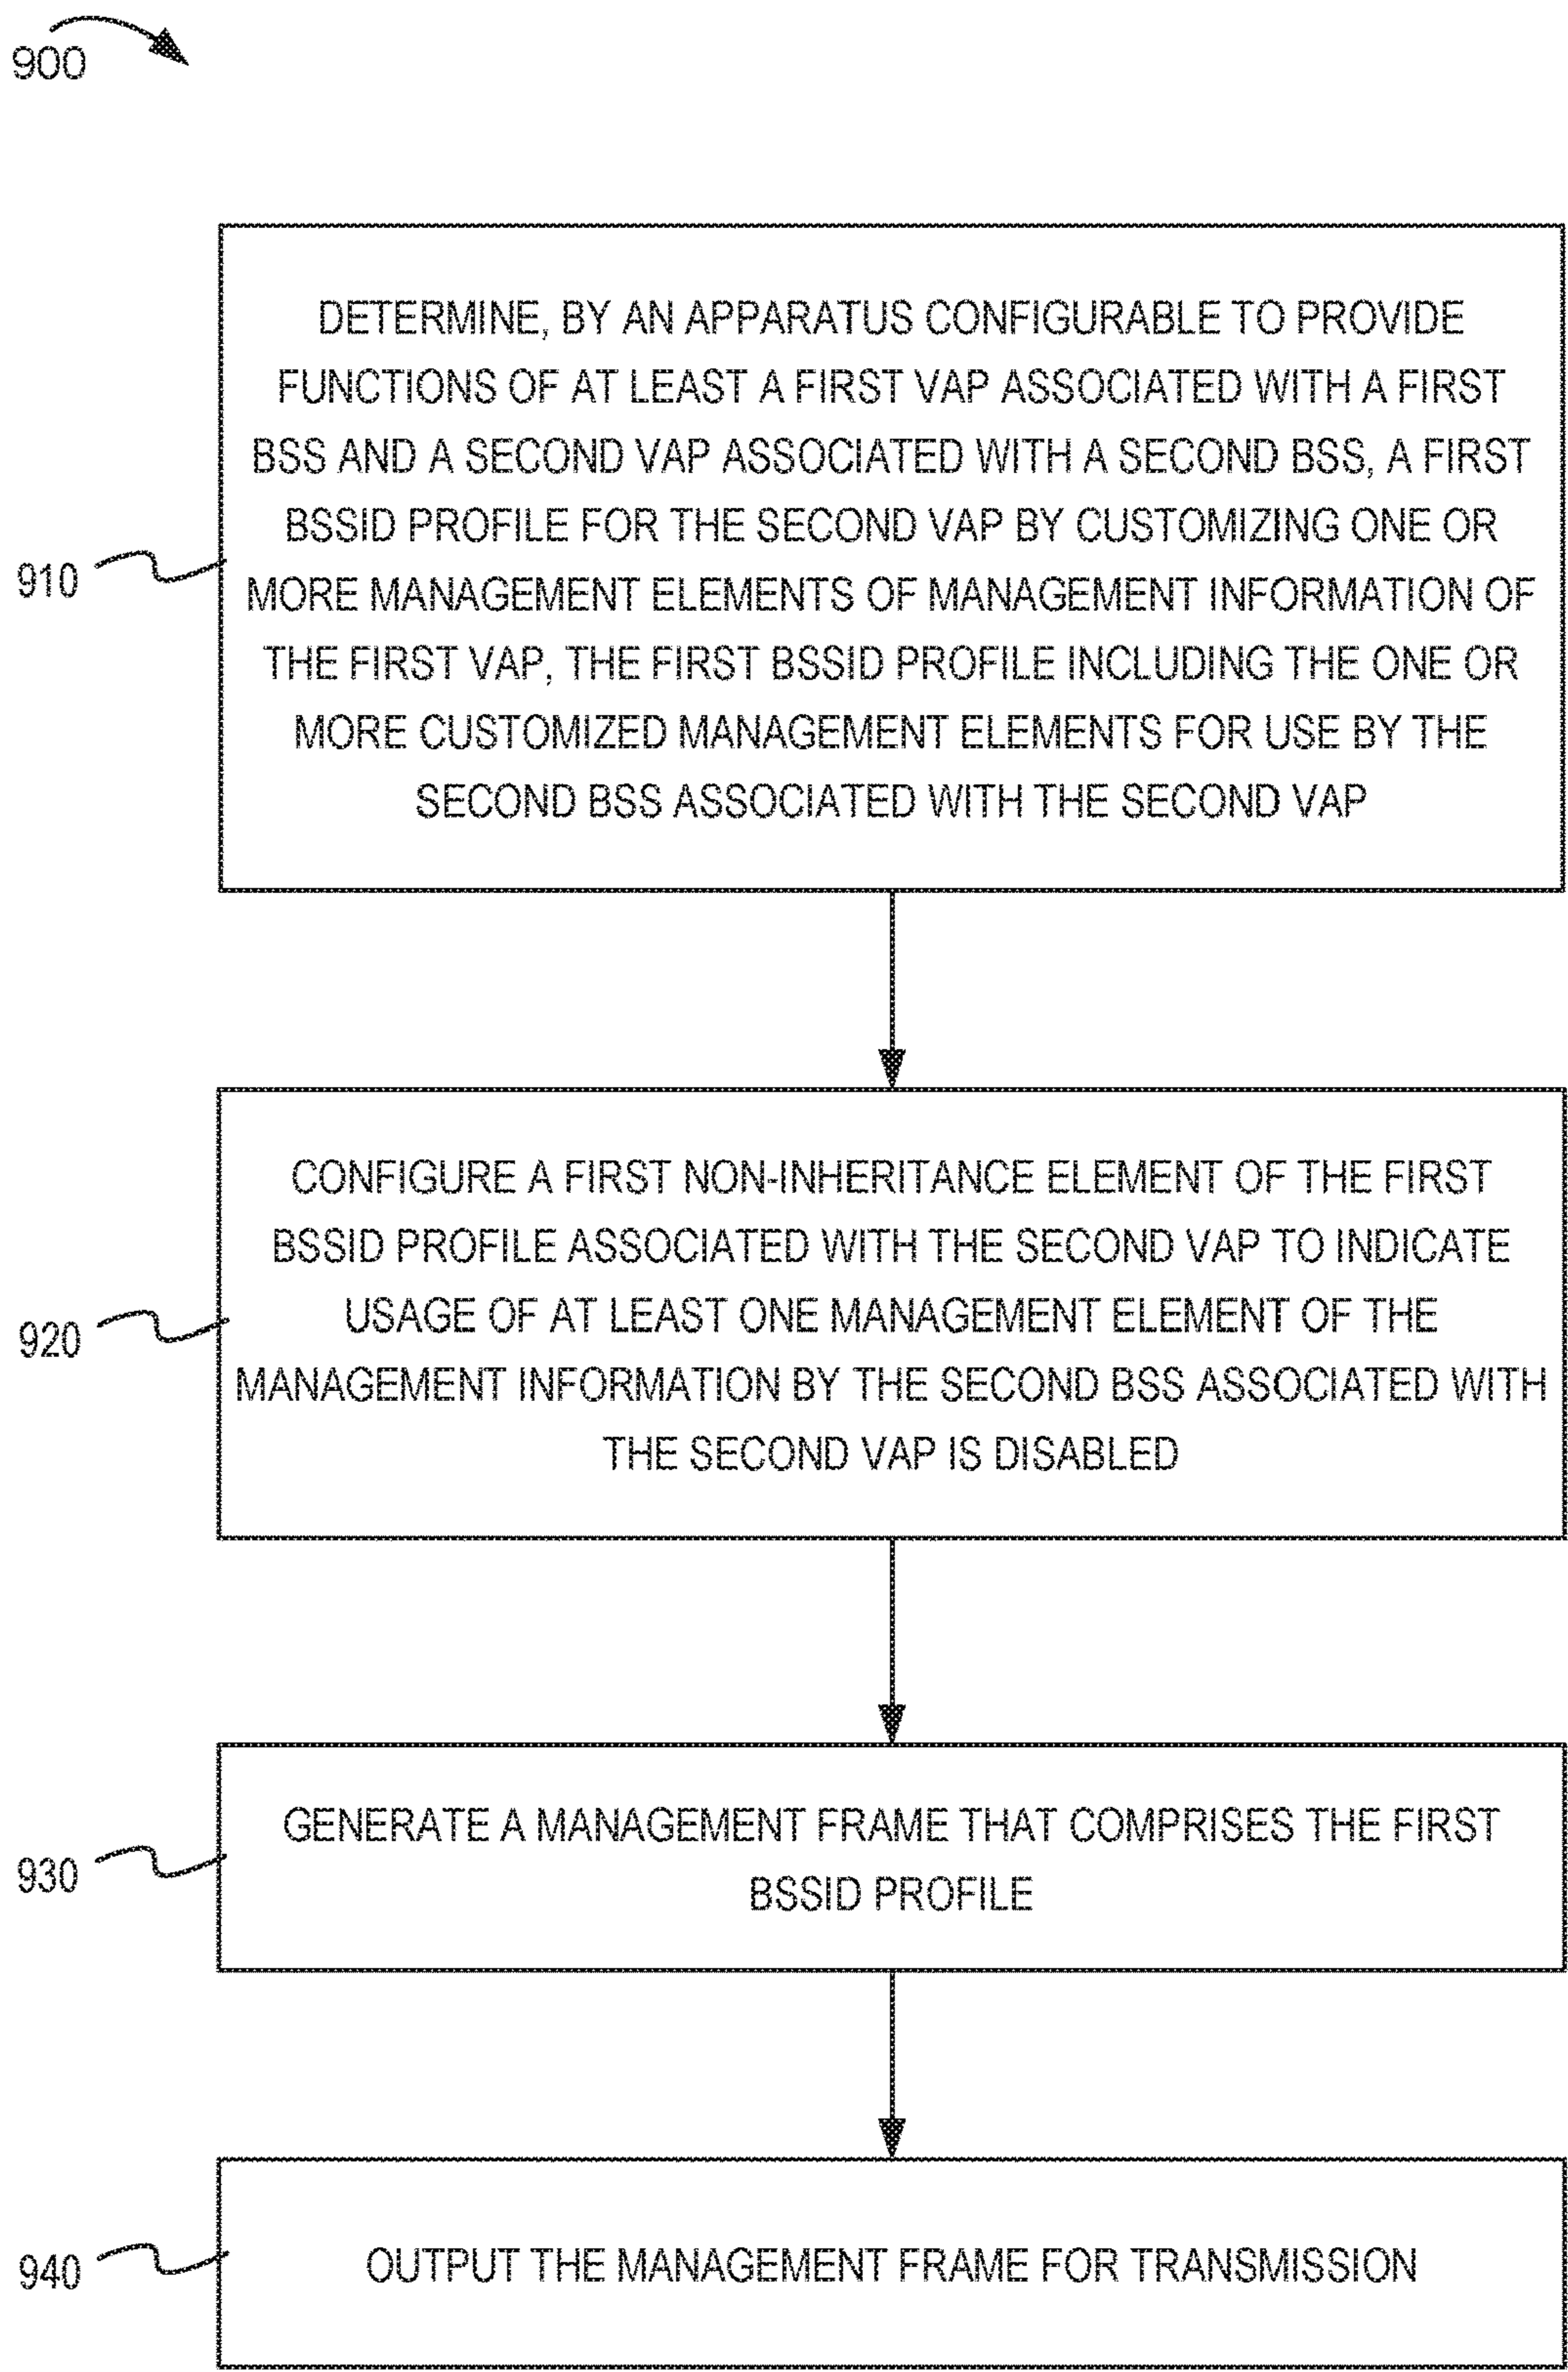 900
DETERMINE, BY AN APPARATUS CONFIGURABLE TO PROVIDE
FUNCTIONS OF AT LEAST A FIRST VAP ASSOCIATED WITH A FIRST
BSS AND A SECOND VAP ASSOCIATED WITH A SECOND BSS, A FIRST
BSSID PROFILE FOR THE SECOND VAP BY CUSTOMIZING ONE OR
910
MORE MANAGEMENT ELEMENTS OF MANAGEMENT INFORMATION OF
THE FIRST VAP, THE FIRST BSSID PROFILE INCLUDING THE ONE OR
MORE CUSTOMIZED MANAGEMENT ELEMENTS FOR USE BY THE
SECOND BSS ASSOCIATED WITH THE SECOND VAP
CONFIGURE A FIRST NON-INHERITANCE ELEMENT OF THE FIRST
BSSID PROFILE ASSOCIATED WITH THE SECOND VAP TO INDICATE
920
USAGE OF AT LEAST ONE MANAGEMENT ELEMENT OF THE
MANAGEMENT INFORMATION BY THE SECOND BSS ASSOCIATED WITH
THE SECOND VAP IS DISABLED
930
GENERATE A MANAGEMENT FRAME THAT COMPRISES THE FIRST
BSSID PROFILE
940
OUTPUT THE MANAGEMENT FRAME FOR TRANSMISSION